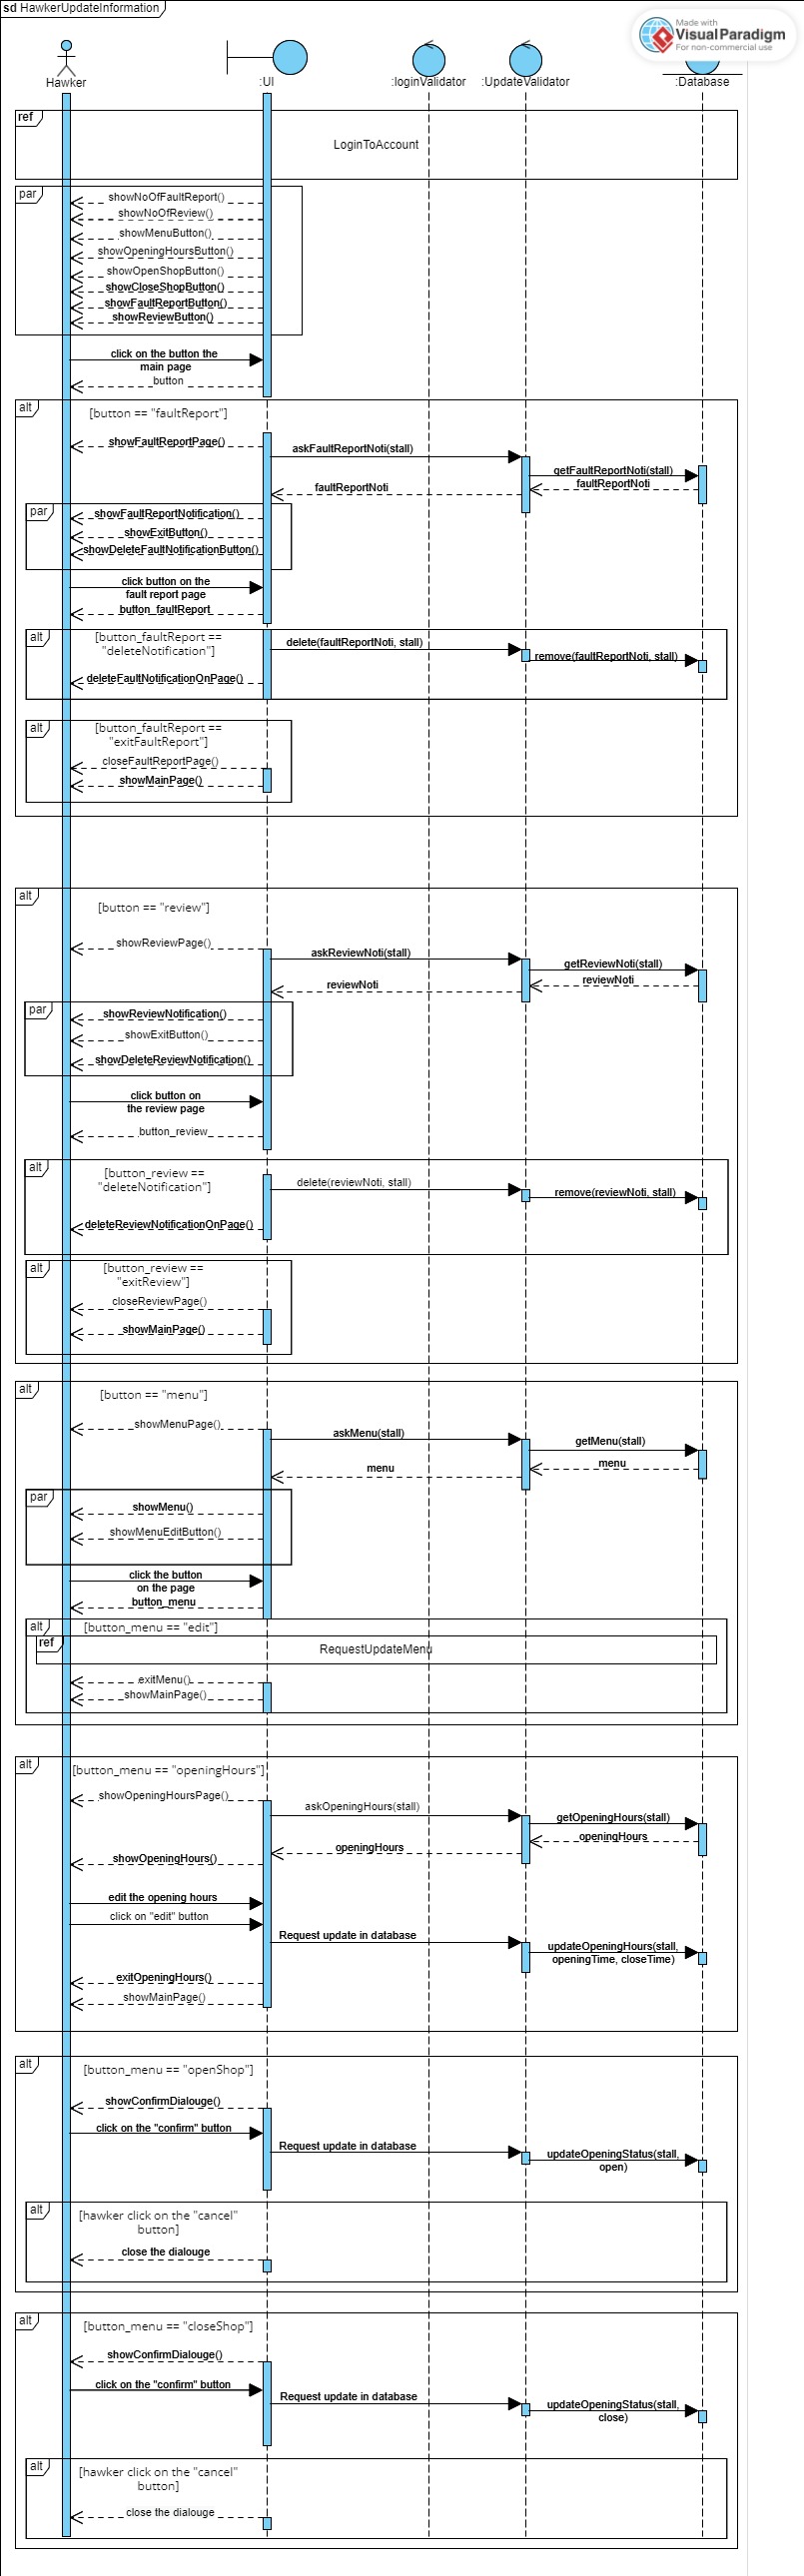 sd HawkerUpdateInformation
Made with
VisualParadigm
For non-commercial use
Hawker
:UI
:loginValidator
:UpdateValidator
:Database
ref
LoginToAccount
par
showNoOfFaultReport()
showNoOfReview()
showMenuButton()
showOpeningHoursButton()
showOpenShopButton()
showCloseShopButton()
showFaultReportButton()
showReviewButton()
click on the button the
main page
button
alt
[button == "faultReport"]
showFaultReportPage()
askFaultReportNoti(stall)
getFaultReportNoti(stall)
faultReportNoti
faultReportNoti
par
showFaultReportNotification()
showExitButton()
showDeleteFaultNotificationButton()
click button on the
fault report page
button_faultReport
alt
[button_faultReport ==
"deleteNotification"]
delete(faultReportNoti, stall)
remove(faultReportNoti, stall)
deleteFaultNotificationOnPage()
alt
[button_faultReport ==
"exitFaultReport"]
closeFaultReportPage()
showMainPage()
alt
[button == "review"]
showReviewPage()
askReviewNoti(stall)
getReviewNoti(stall)
reviewNoti
reviewNoti
par
showReviewNotification()
showExitButton()
showDeleteReviewNotification()
click button on
the review page
button_review
alt
[button_review ==
"deleteNotification"]
delete(reviewNoti, stall)
remove(reviewNoti, stall)
deleteReviewNotificationOnPage()
alt
[button_review ==
"exitReview"]
closeReviewPage()
showMainPage()
alt
[button == "menu"]
showMenuPage()
askMenu(stall)
getMenu(stall)
menu
menu
par
showMenu()
showMenuEditButton()
click the button
on the page
button_menu
alt
[button_menu == "edit"]
ref
RequestUpdateMenu
exitMenu()
showMainPage()
alt
[button_menu == "openingHours"]
showOpeningHoursPage()
askOpeningHours(stall)
getOpeningHours(stall)
openingHours
openingHours
showOpeningHours()
edit the opening hours
click on "edit" button
Request update in database
updateOpeningHours(stall,
openingTime, closeTime)
exitOpeningHours()
showMainPage()
alt
[button_menu == "openShop"]
showConfirmDialouge()
click on the "confirm" button
Request update in database
updateOpeningStatus(stall,
open)
alt
[hawker click on the "cancel"
button]
close the dialouge
alt
[button_menu == "closeShop"]
showConfirmDialouge()
click on the "confirm" button
Request update in database
updateOpeningStatus(stall,
close)
alt
[hawker click on the "cancel"
button]
close the dialouge